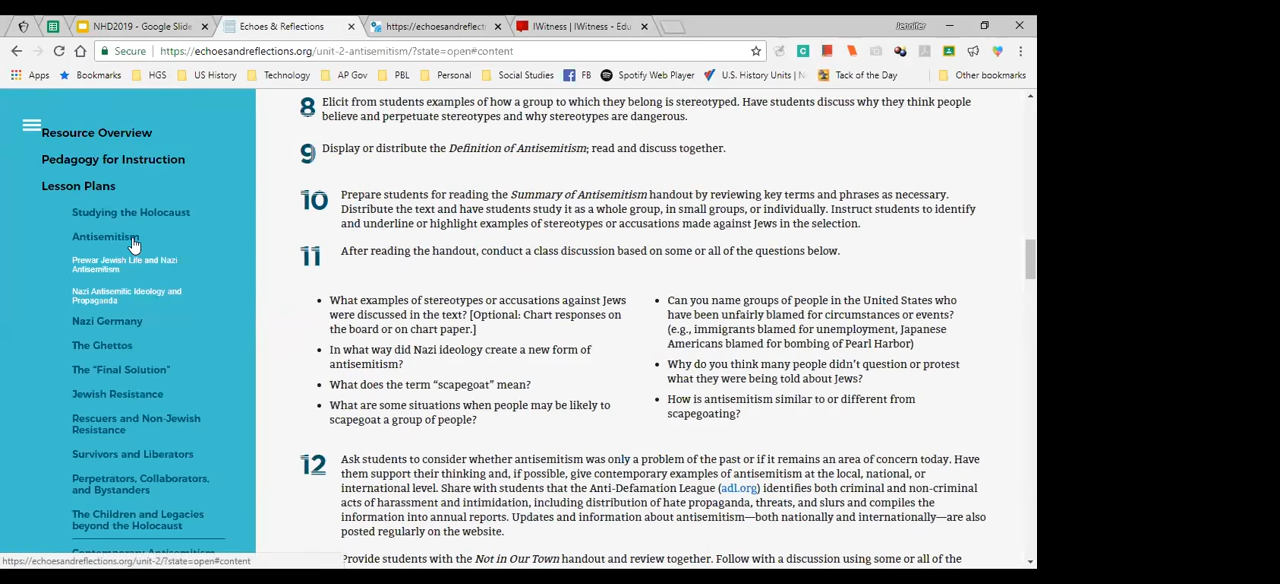 NHD2019 - Google Slide
Echoes & Reflections
https://echoesandreflecti
IWitness | IWitness - Edu
Jennifer
Secure
https://echoesandreflections.org/unit-2-antisemitism/?state=open#content
Apps
Bookmarks
HGS
US History
Technology
AP Gov
PBL
Personal
Social Studies
FB
Spotify Web Player
U.S. History Units | N
Tack of the Day
Other bookmarks
Resource Overview
Pedagogy for Instruction
Lesson Plans
Studying the Holocaust
Antisemitism
Prewar Jewish Life and Nazi
Antisemitism
Nazi Antisemitic Ideology and
Propaganda
Nazi Germany
The Ghettos
The "Final Solution"
Jewish Resistance
Rescuers and Non-Jewish
Resistance
Survivors and Liberators
Perpetrators, Collaborators,
and Bystanders
The Children and Legacies
beyond the Holocaust
Contemporary Antisemitism
https://echoesandreflections.org/unit-2/?state=open#content
8 Elicit from students examples of how a group to which they belong is stereotyped. Have students discuss why they think people
believe and perpetuate stereotypes and why stereotypes are dangerous.
9 Display or distribute the Definition of Antisemitism; read and discuss together.
10 Prepare students for reading the Summary of Antisemitism handout by reviewing key terms and phrases as necessary.
Distribute the text and have students study it as a whole group, in small groups, or individually. Instruct students to identify
and underline or highlight examples of stereotypes or accusations made against Jews in the selection.
11 After reading the handout, conduct a class discussion based on some or all of the questions below.
• What examples of stereotypes or accusations against Jews
were discussed in the text? [Optional: Chart responses on
the board or on chart paper.]
• In what way did Nazi ideology create a new form of
antisemitism?
• What does the term "scapegoat" mean?
• What are some situations when people may be likely to
scapegoat a group of people?
• Can you name groups of people in the United States who
have been unfairly blamed for circumstances or events?
(e.g., immigrants blamed for unemployment, Japanese
Americans blamed for bombing of Pearl Harbor)
• Why do you think many people didn't question or protest
what they were being told about Jews?
• How is antisemitism similar to or different from
scapegoating?
12 Ask students to consider whether antisemitism was only a problem of the past or if it remains an area of concern today. Have
them support their thinking and, if possible, give contemporary examples of antisemitism at the local, national, or
international level. Share with students that the Anti-Defamation League (adl.org) identifies both criminal and non-criminal
acts of harassment and intimidation, including distribution of hate propaganda, threats, and slurs and compiles the
information into annual reports. Updates and information about antisemitism—both nationally and internationally—are also
posted regularly on the website.
Provide students with the Not in Our Town handout and review together. Follow with a discussion using some or all of the